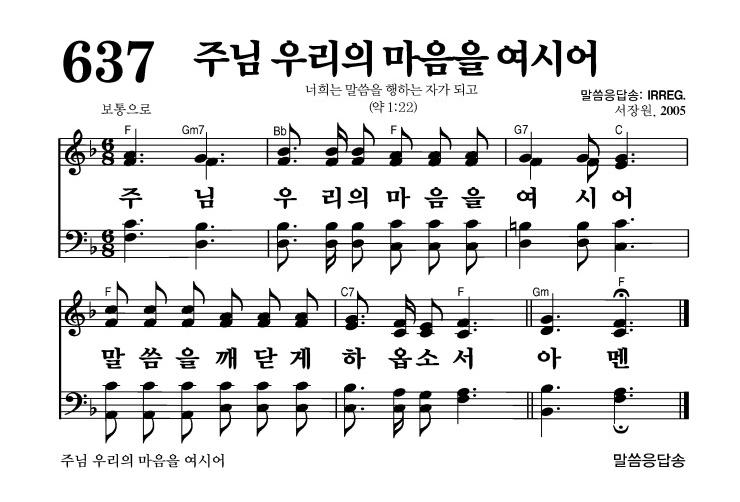 637 주님 우리의 마음을 여시어
너희는 말씀을 행하는 자가 되고
(약 1:22)
말씀응답송: IRREG.
보통으로
서장원, 2005
F Gm7 Bb F G7 C
6 8
주 님 우 리의 마 음 을 여 시 어
6 8
F C7 F Gm F
말 씀 을 깨 닫 게 하 옵소 서 아 멘
주님 우리의 마음을 여시어
말씀응답송